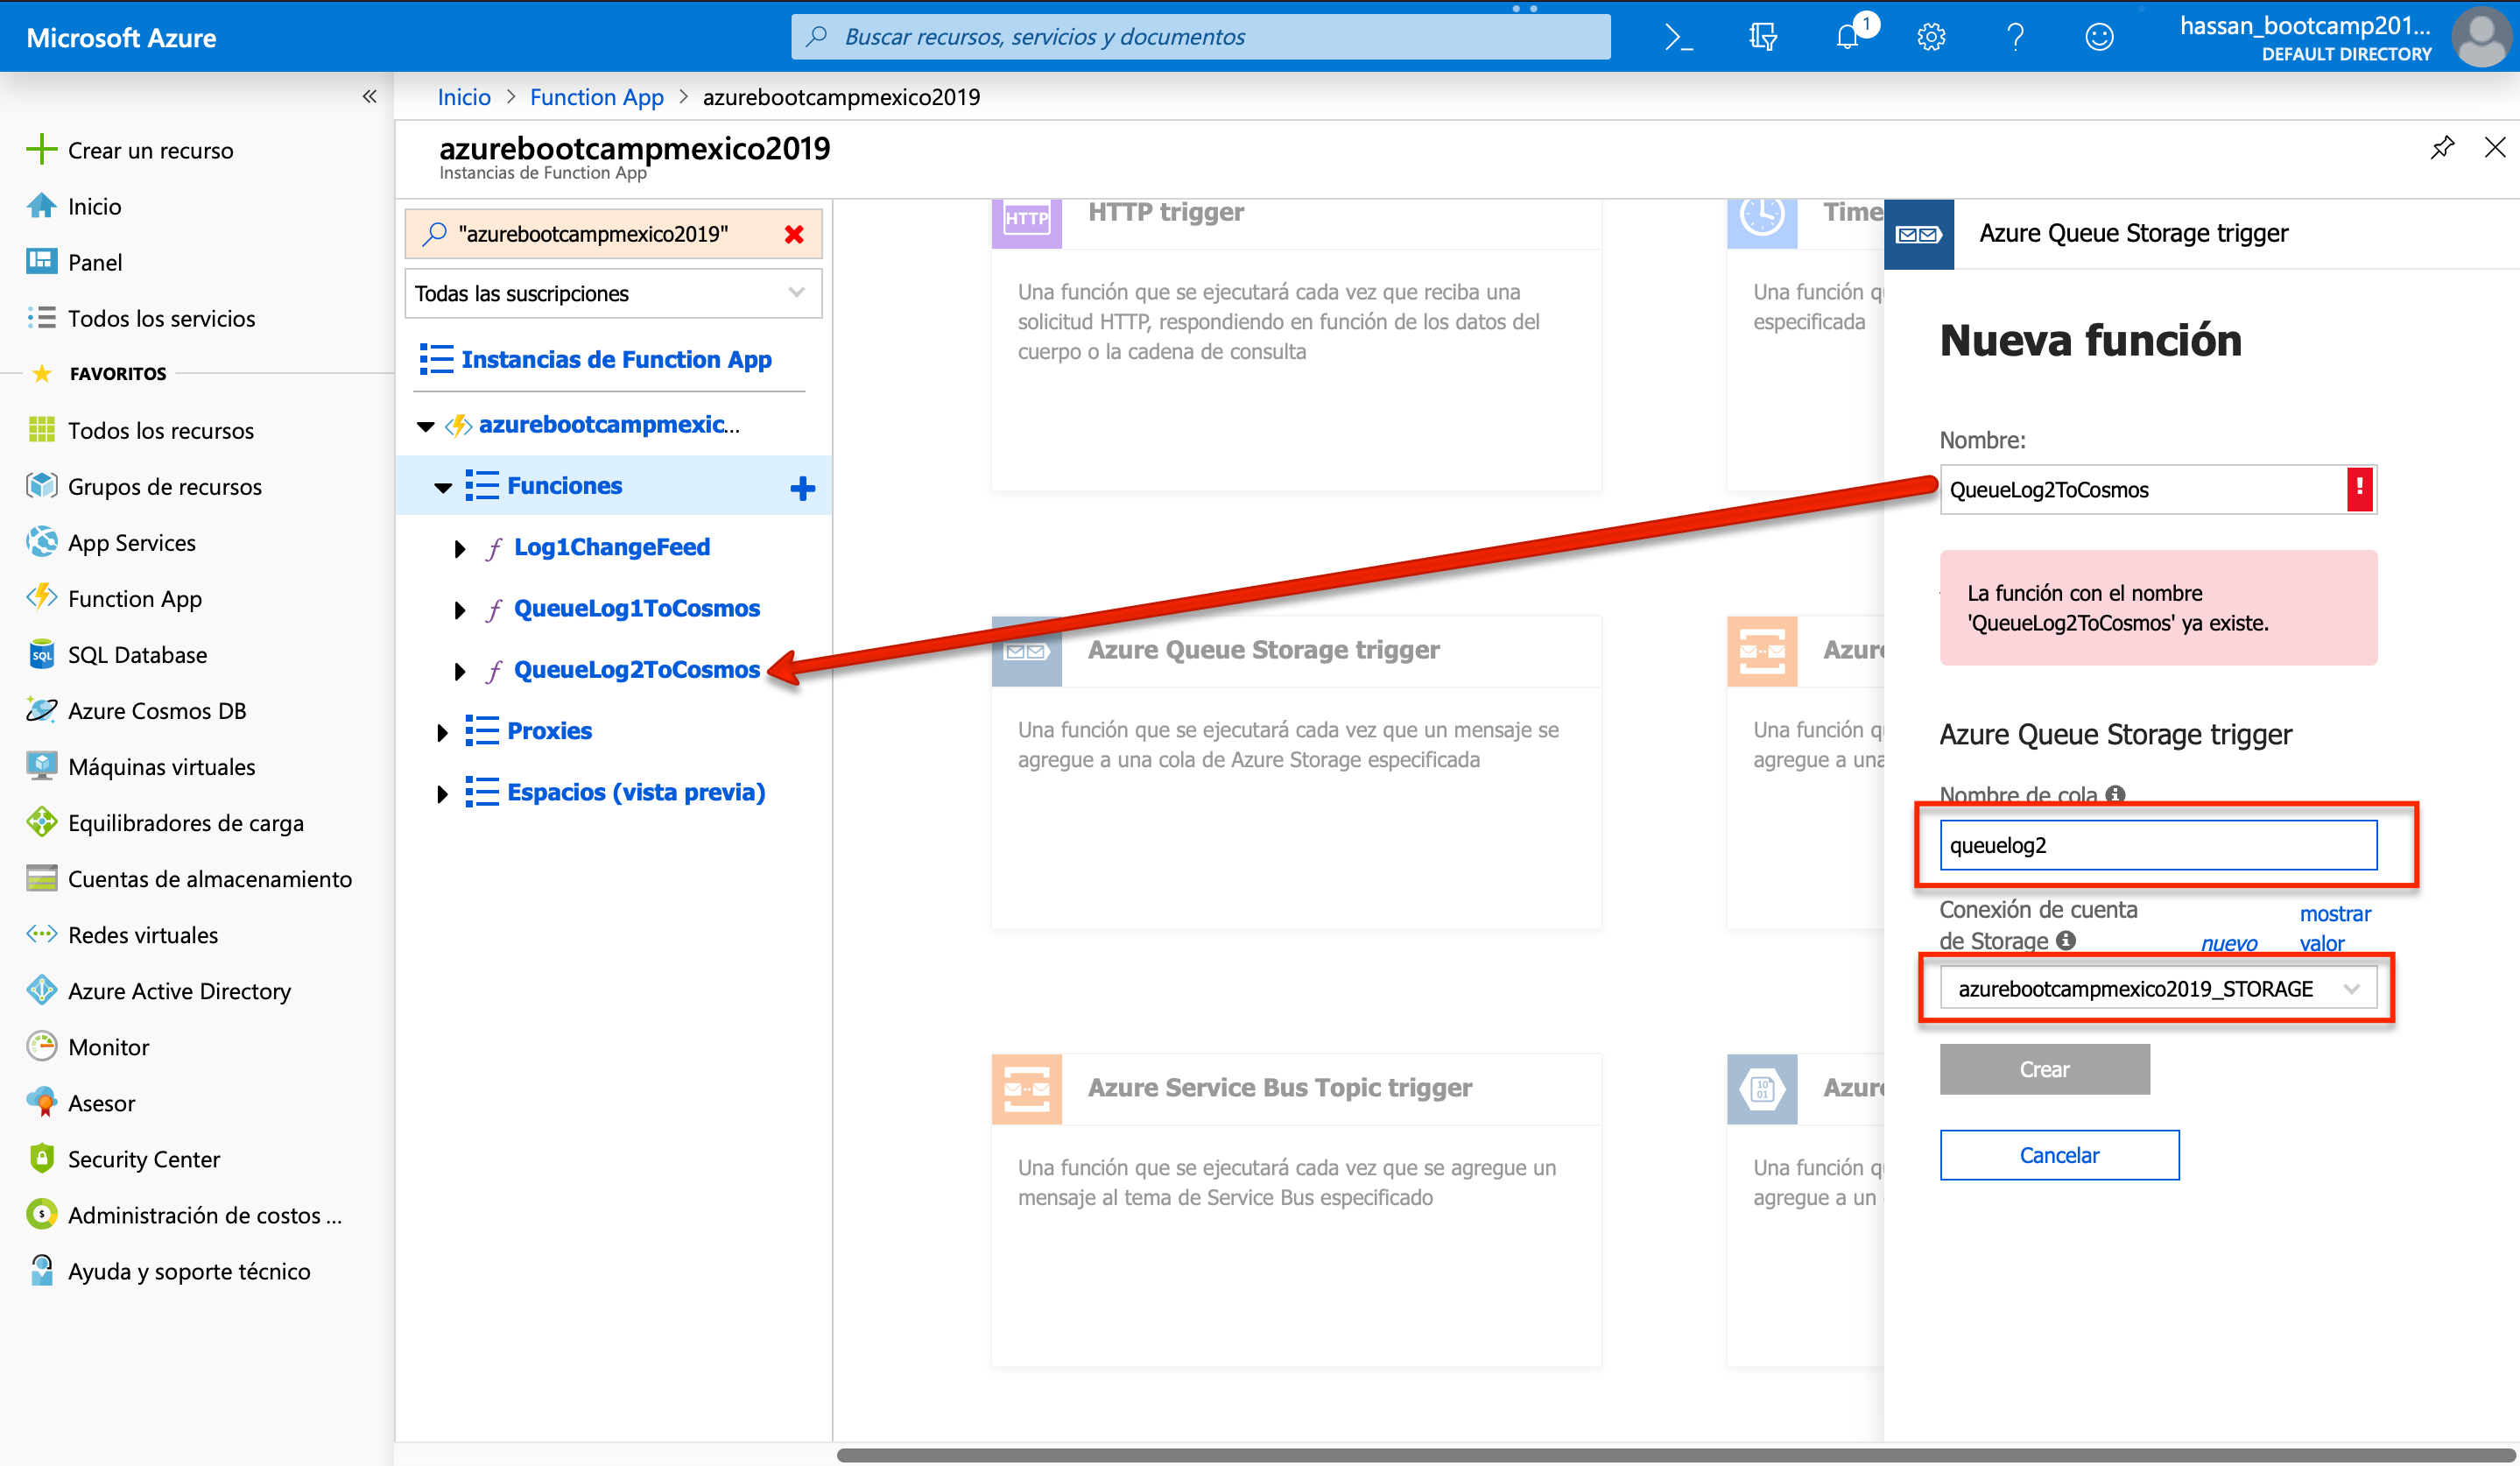 Microsoft Azure
Buscar recursos, servicios y documentos
>_
1
?
hassan_bootcamp201...
DEFAULT DIRECTORY
«
Inicio > Function App > azurebootcampmexico2019
azurebootcampmexico2019
Instancias de Function App
Crear un recurso
Inicio
Panel
Todos los servicios
FAVORITOS
Todos los recursos
Grupos de recursos
App Services
Function App
SQL
SQL Database
Azure Cosmos DB
Máquinas virtuales
Equilibradores de carga
Cuentas de almacenamiento
Redes virtuales
Azure Active Directory
Monitor
Asesor
Security Center
Administración de costos ...
Ayuda y soporte técnico
"azurebootcampmexico2019"
Todas las suscripciones
Instancias de Function App
azurebootcampmexic...
Funciones
f Log1ChangeFeed
f QueueLog1ToCosmos
f QueueLog2ToCosmos
Proxies
Espacios (vista previa)
HTTP
HTTP trigger
Una función que se ejecutará cada vez que reciba una
solicitud HTTP, respondiendo en función de los datos del
cuerpo o la cadena de consulta
Time
Una función q
especificada
Azure Queue Storage trigger
Una función que se ejecutará cada vez que un mensaje se
agregue a una cola de Azure Storage especificada
Azur
Una función q
agregue a una
Azure Service Bus Topic trigger
Una función que se ejecutará cada vez que se agregue un
mensaje al tema de Service Bus especificado
10
01
Azur
Una función q
agregue a un
Azure Queue Storage trigger
Nueva función
Nombre:
QueueLog2ToCosmos
!
La función con el nombre
'QueueLog2ToCosmos' ya existe.
Azure Queue Storage trigger
Nombre de cola
queuelog2
Conexión de cuenta
de Storage
nuevo
mostrar
valor
azurebootcampmexico2019_STORAGE
Crear
Cancelar